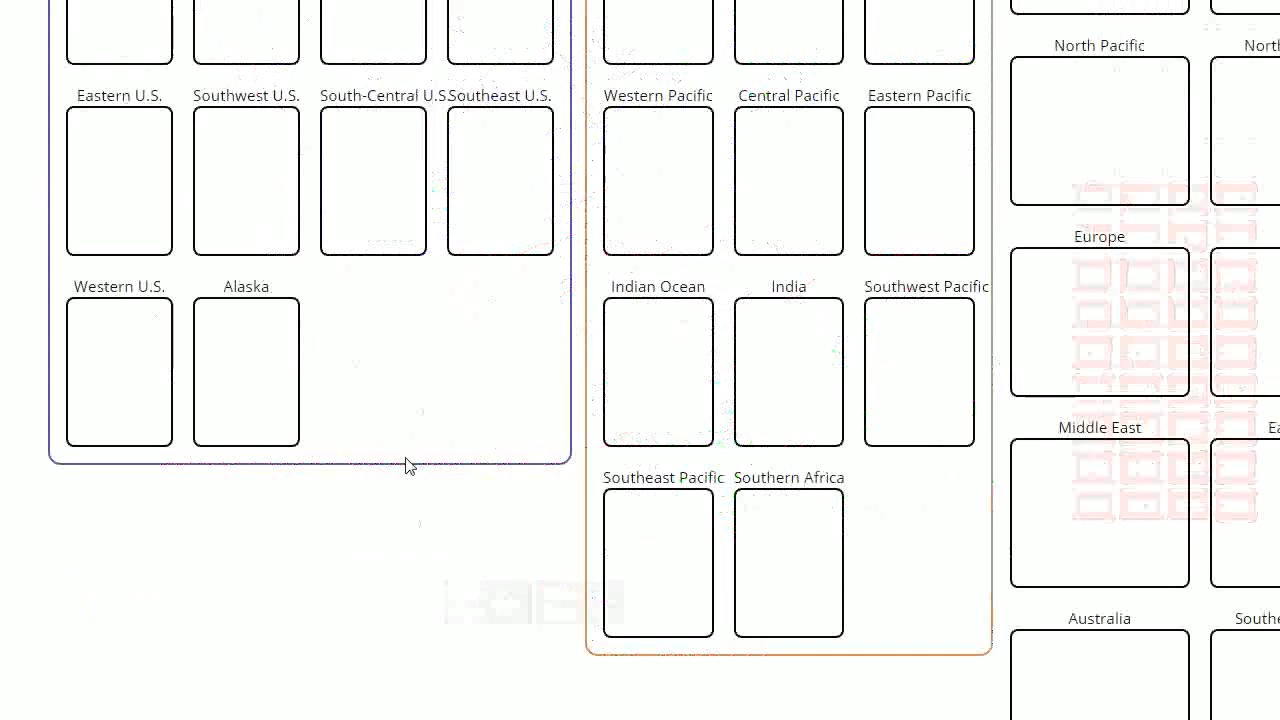 North Pacific
Eastern U.S. Southwest U.S. South-Central U.S. Southeast U.S. Western Pacific Central Pacific Eastern Pacific
Europe
Western U.S. Alaska Indian Ocean India Southwest Pacific
Middle East
Southeast Pacific Southern Africa
Australia